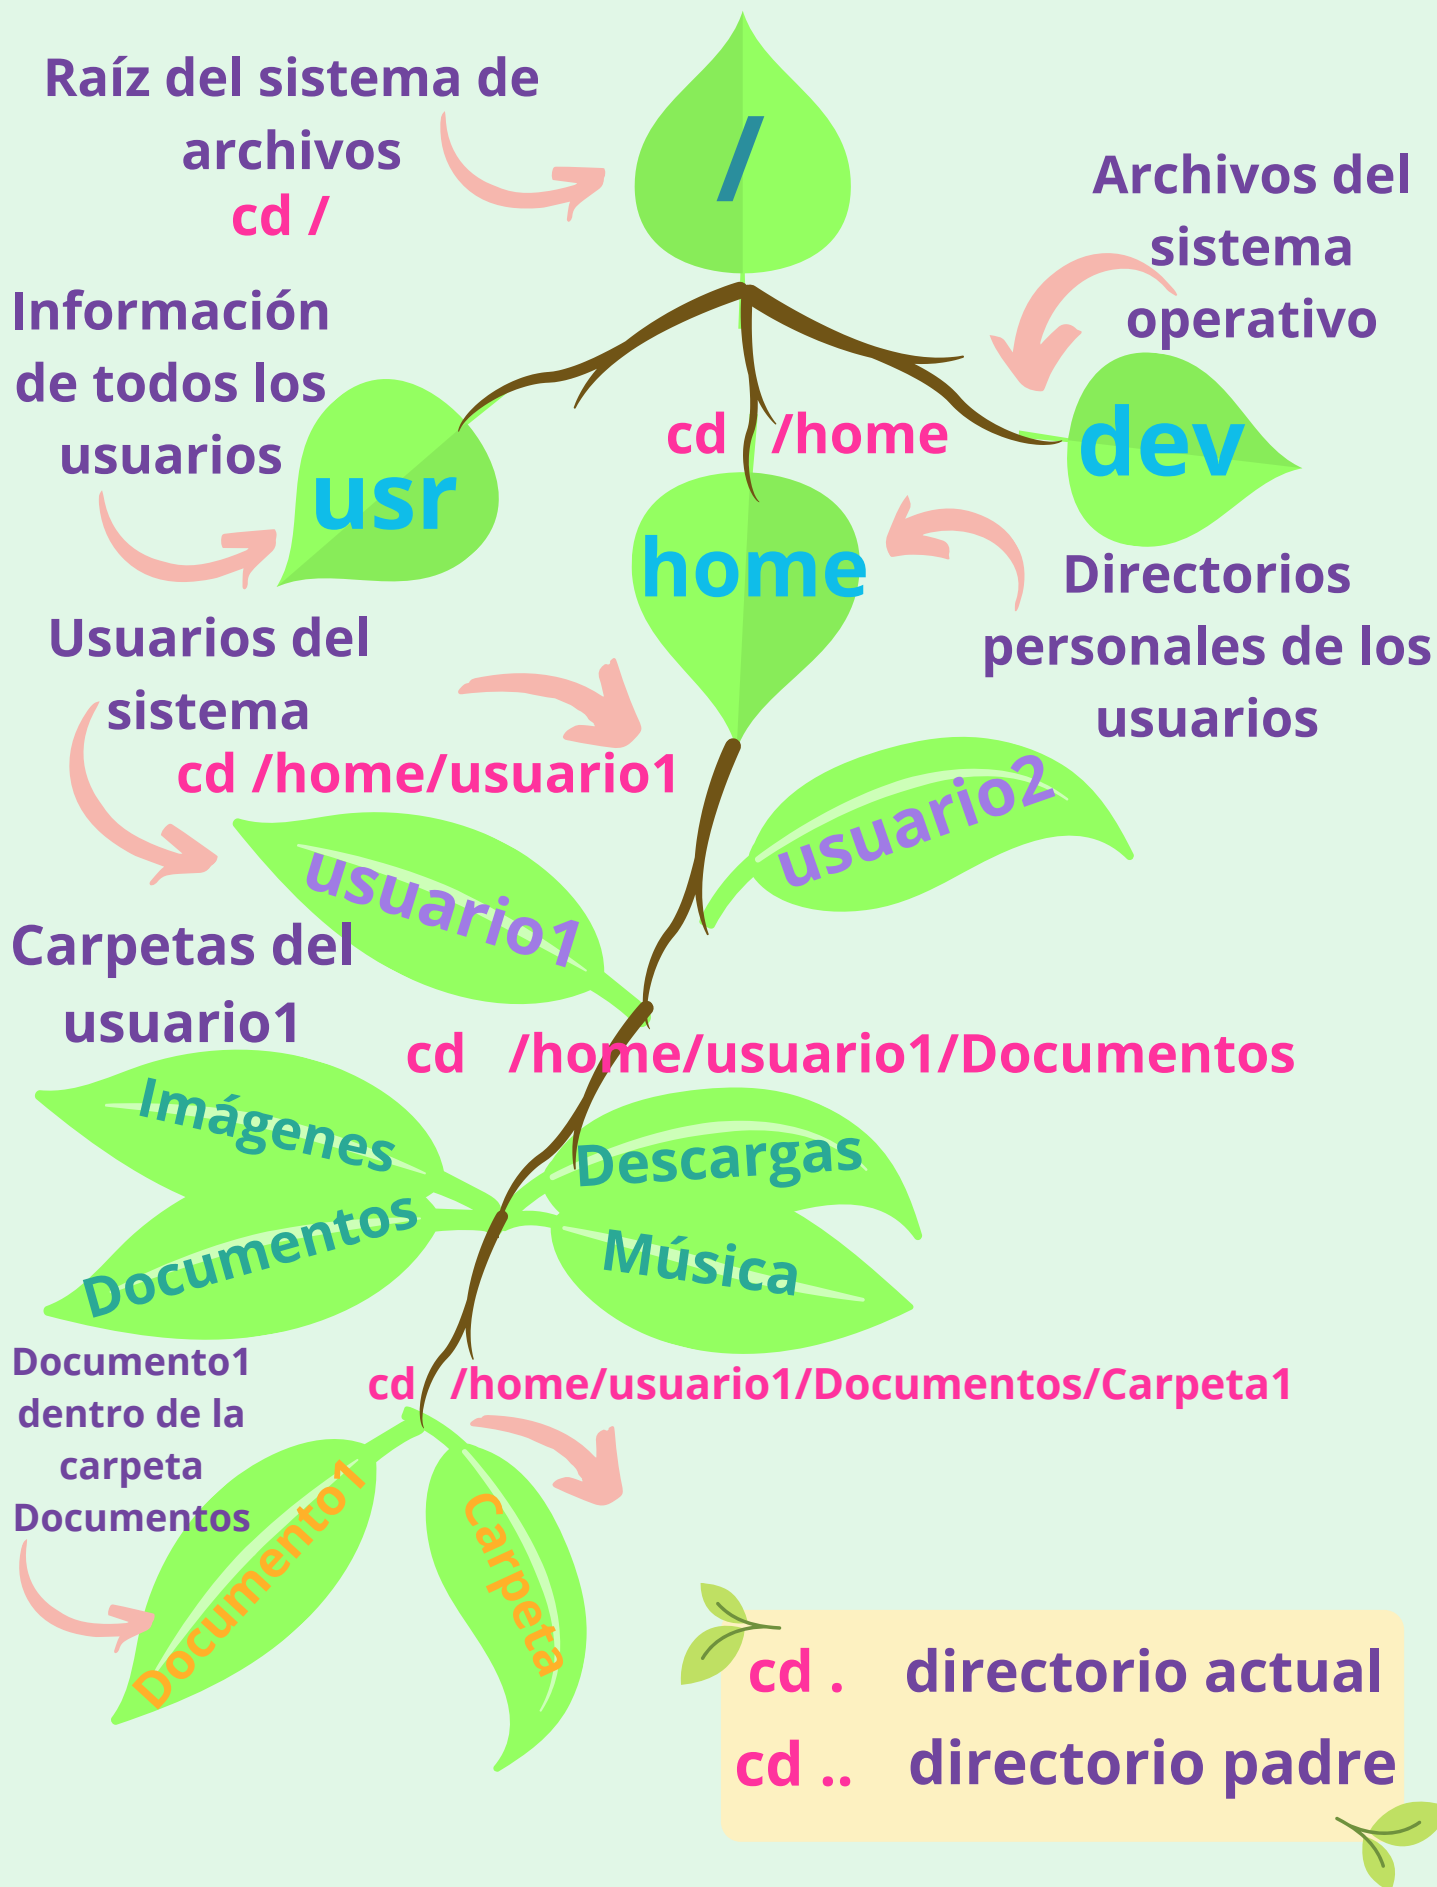 /
Raíz del sistema de
archivos
cd /
Archivos del
sistema
operativo
Información
de todos los
usuarios
usr
cd /home
dev
home
Directorios
personales de los
usuarios
Usuarios del
sistema
cd /home/usuario1
usuario2
usuario1
Carpetas del
usuario1
cd /home/usuario1/Documentos
Imágenes
Descargas
Documentos
Música
Documento1
dentro de la
carpeta
Documentos
cd /home/usuario1/Documentos/Carpeta1
Documento1
Carpeta
cd . directorio actual
cd .. directorio padre